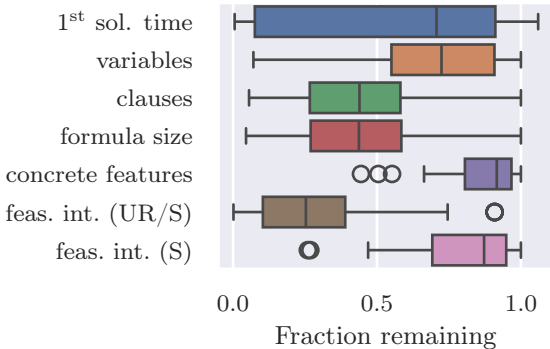 1st sol. time
variables
clauses
formula size
concrete features
feas. int. (UR/S)
feas. int. (S)
0.0 0.5 1.0
Fraction remaining